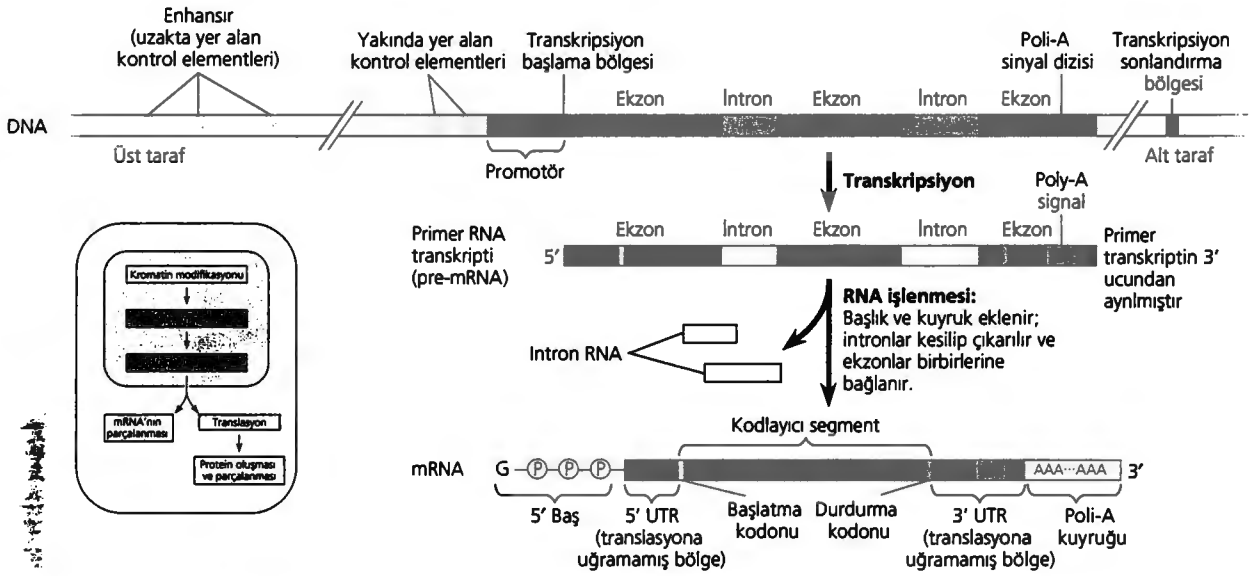 Enhansır
(uzakta yer alan
kontrol elementleri)
Yakında yer alan
kontrol elementleri
Transkripsiyon
başlama bölgesi
Poli-A
sinyal dizisi
Transkripsiyon
sonlandırma
bölgesi
Ekzon
İntron
Ekzon
İntron
Ekzon
DNA
Üst taraf
Promotör
Alt taraf
Transkripsiyon
Poly-A
signal
Primer RNA
transkripti
(pre-mRNA)
5′
Ekzon
İntron
Ekzon
İntron
Ekzon
Primer
transkriptin 3′
ucundan
ayrılmıştır
Kromatin modifikasyonu
mRNA'nın
parçalanması
Translasyon
Protein oluşması
ve parçalanması
RNA işlenmesi:
Başlık ve kuyruk eklenir;
intronlar kesilip çıkarılır ve
ekzonlar birbirlerine
bağlanır.
Intron RNA
Kodlayıcı segment
mRNA
G P P P
AAA···AAA
3′
5′ Baş
5′ UTR
(translasyona
uğramamış bölge)
Başlatma
kodonu
Durdurma
kodonu
3′ UTR
(translasyona
uğramamış bölge)
Poli-A
kuyruğu